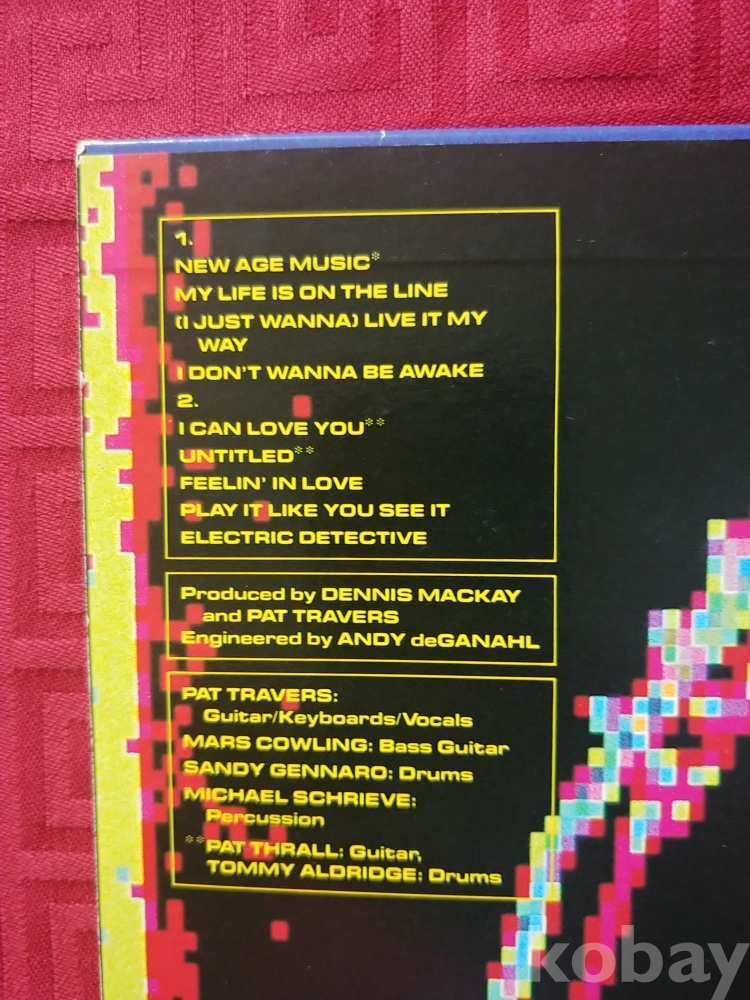 1.
NEW AGE MUSIC*
MY LIFE IS ON THE LINE
(I JUST WANNA) LIVE IT MY
WAY
I DON'T WANNA BE AWAKE
2.
I CAN LOVE YOU**
UNTITLED**
FEELIN' IN LOVE
PLAY IT LIKE YOU SEE IT
ELECTRIC DETECTIVE
Produced by DENNIS MACKAY
and PAT TRAVERS
Engineered by ANDY deGANAHL
PAT TRAVERS:
Guitar/Keyboards/Vocals
MARS COWLING: Bass Guitar
SANDY GENNARO: Drums
MICHAEL SCHRIEVE:
Percussion
**PAT THRALL: Guitar,
TOMMY ALDRIDGE: Drums
kobay